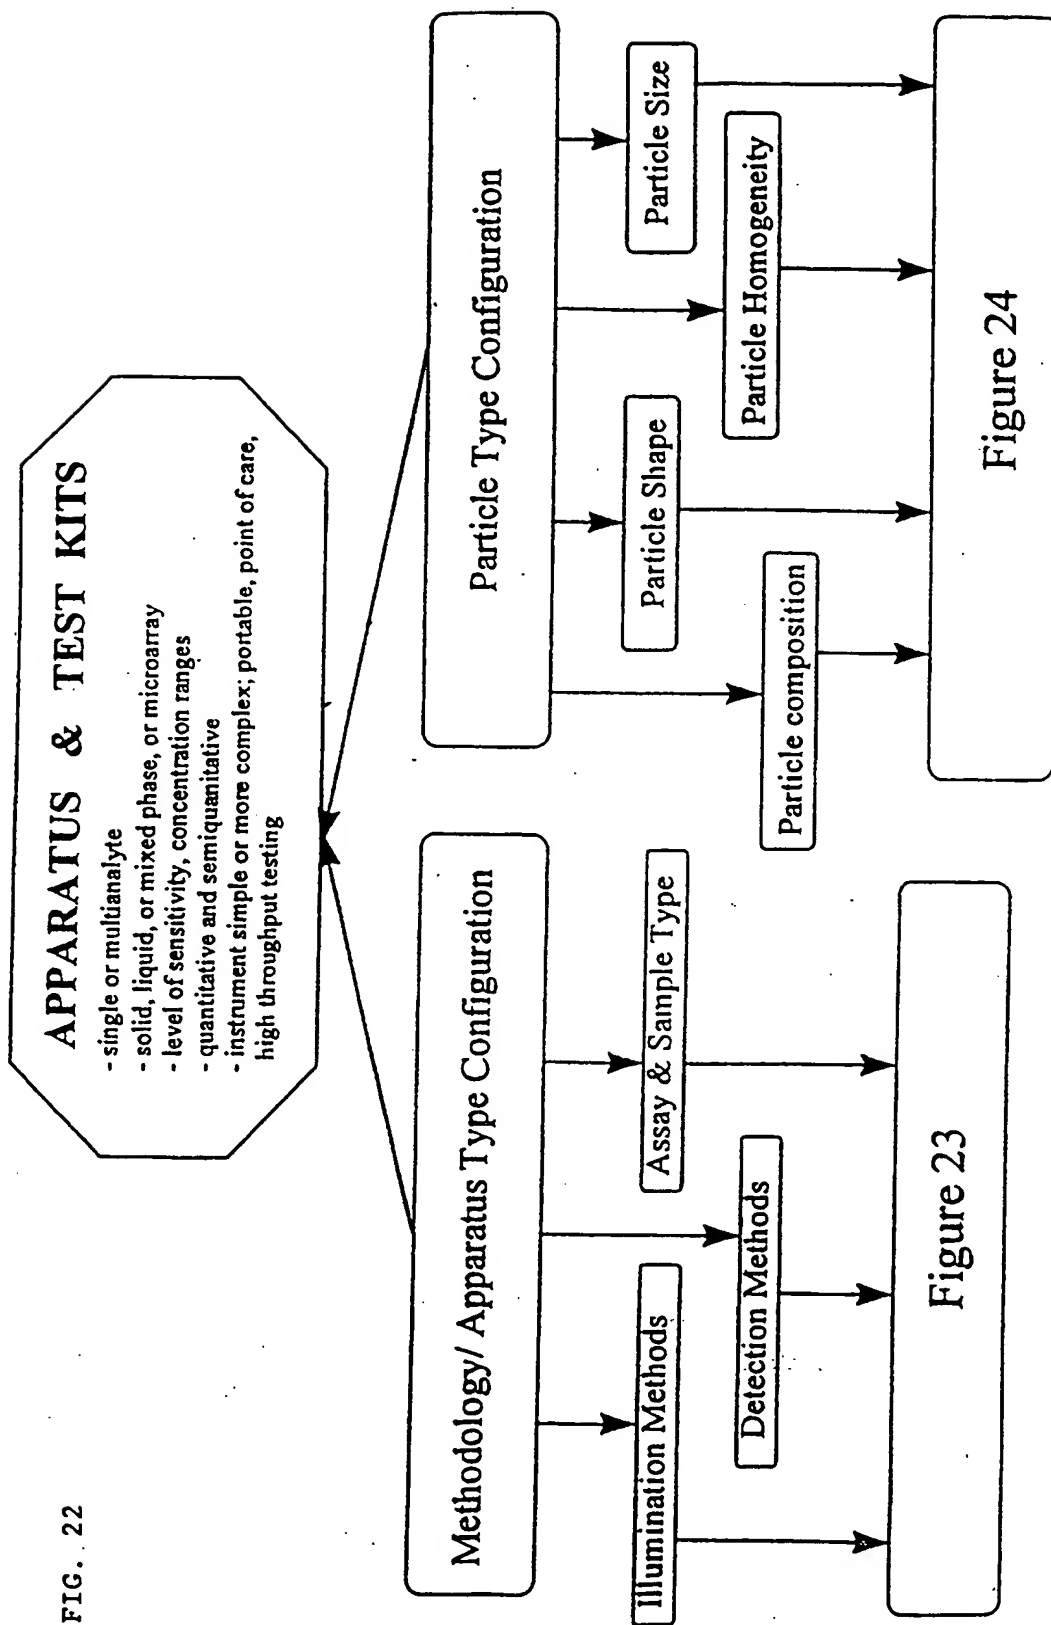 FIG. 22
APPARATUS & TEST KITS
- single or multianalyte
- solid, liquid, or mixed phase, or microarray
- level of sensitivity, concentration ranges
- quantitative and semiquanitative
- instrument simple or more complex; portable, point of care,
high throughput testing
Methodology/ Apparatus Type Configuration
Illumination Methods
Detection Methods
Assay & Sample Type
Figure 23
Particle Type Configuration
Particle composition
Particle Shape
Particle Homogeneity
Particle Size
Figure 24